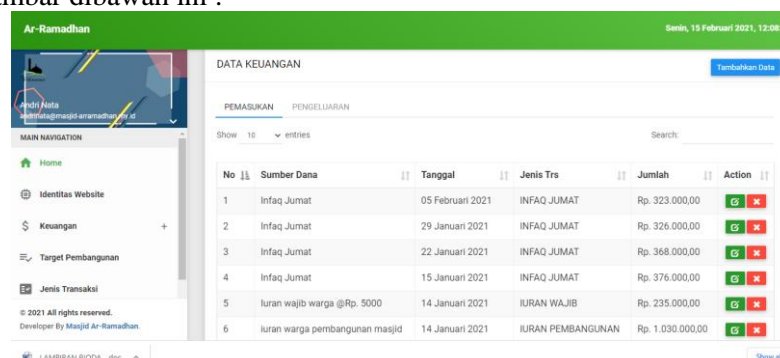 Ar-Ramadhan
Senin, 15 Februari 2021, 12:08:
Andri Nata
MAIN NAVIGATION
Home
Identitas Website
Keuangan +
Target Pembangunan
Jenis Transaksi
© 2021 All rights reserved.
Developer By Masjid Ar-Ramadhan.
DATA KEUANGAN
Tambahkan Data
PEMASUKAN PENGELUARAN
Show 10 entries Search:
No Sumber Dana Tanggal Jenis Trs Jumlah Action
1 Infaq Jumat 05 Februari 2021 INFAQ JUMAT Rp. 323.000,00
2 Infaq Jumat 29 Januari 2021 INFAQ JUMAT Rp. 326.000,00
3 Infaq Jumat 22 Januari 2021 INFAQ JUMAT Rp. 368.000,00
4 Infaq Jumat 15 Januari 2021 INFAQ JUMAT Rp. 376.000,00
5 Iuran wajib warga @Rp. 5000 14 Januari 2021 IURAN WAJIB Rp. 235.000,00
6 iuran warga pembangunan masjid 14 Januari 2021 IURAN PEMBANGUNAN Rp. 1.030.000,00